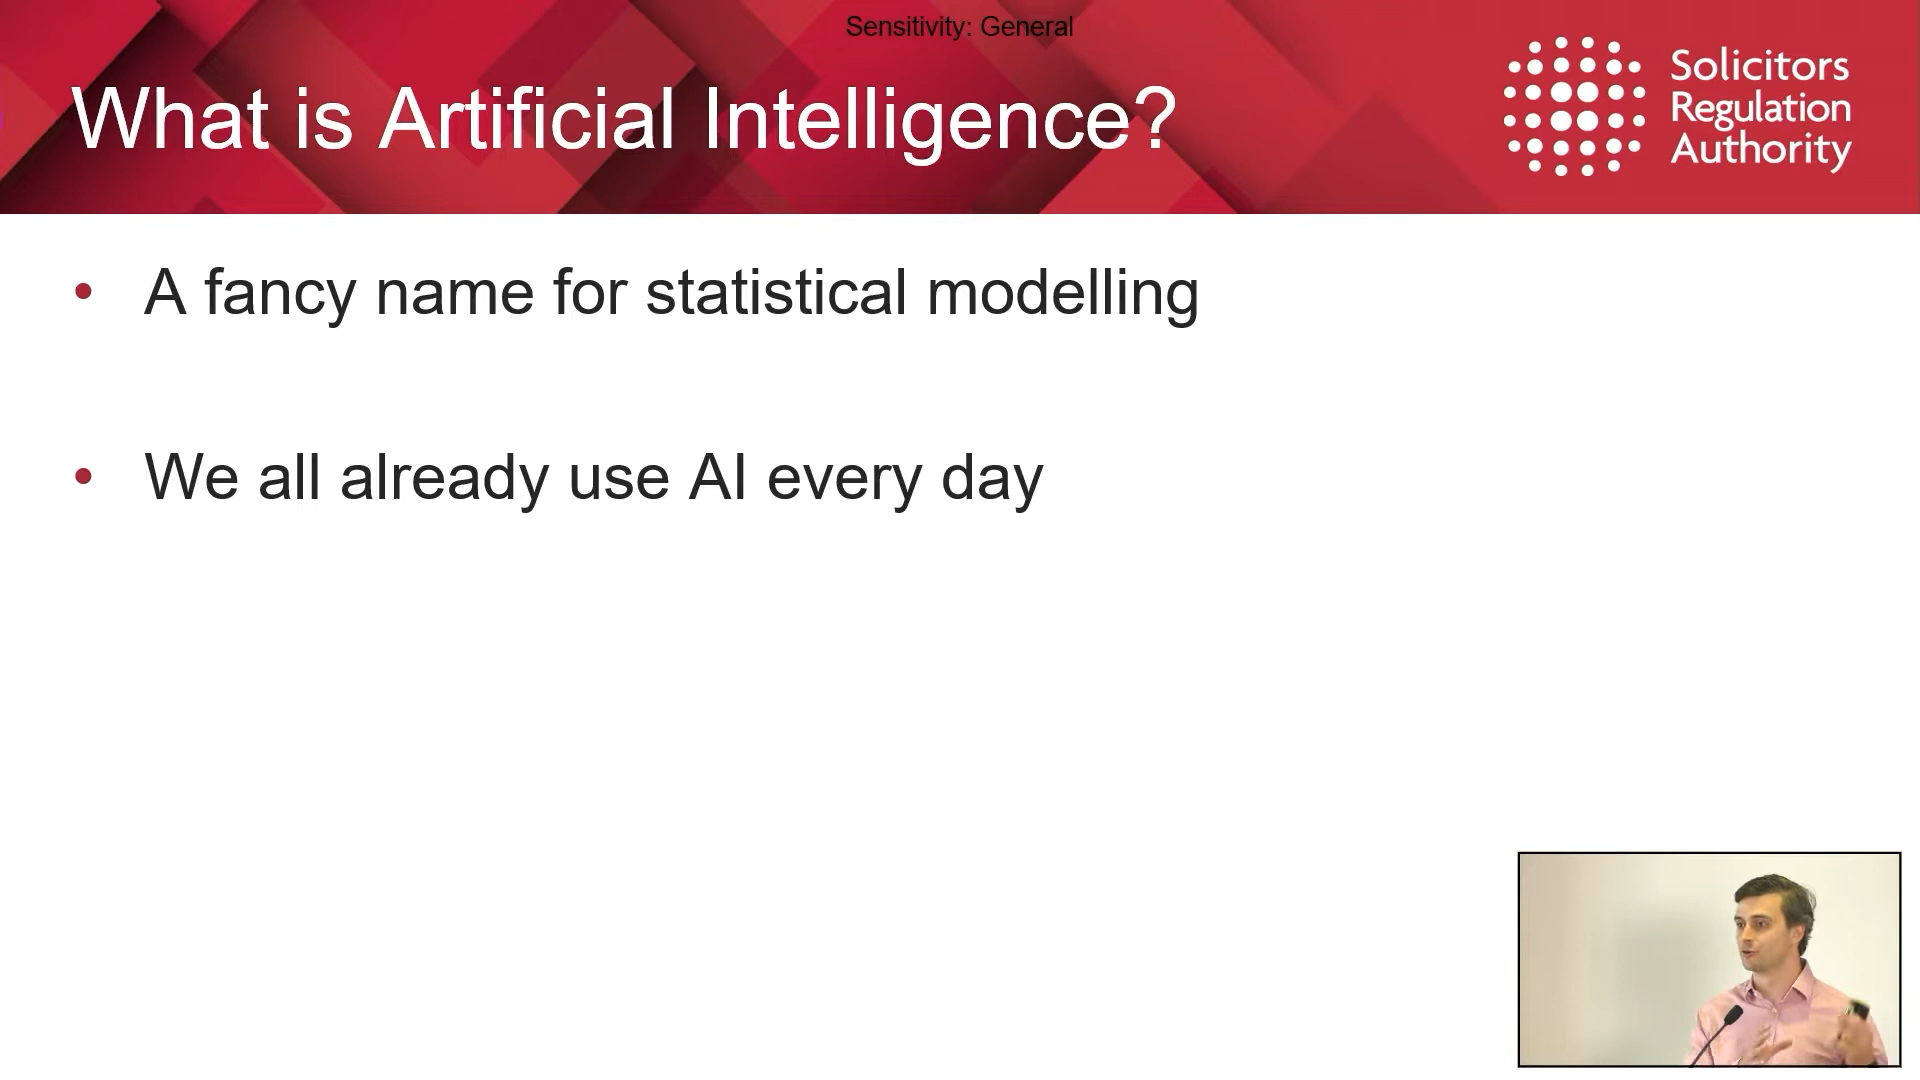 Sensitivity: General
What is Artificial Intelligence?
Solicitors
Regulation
Authority
• A fancy name for statistical modelling
• We all already use AI every day